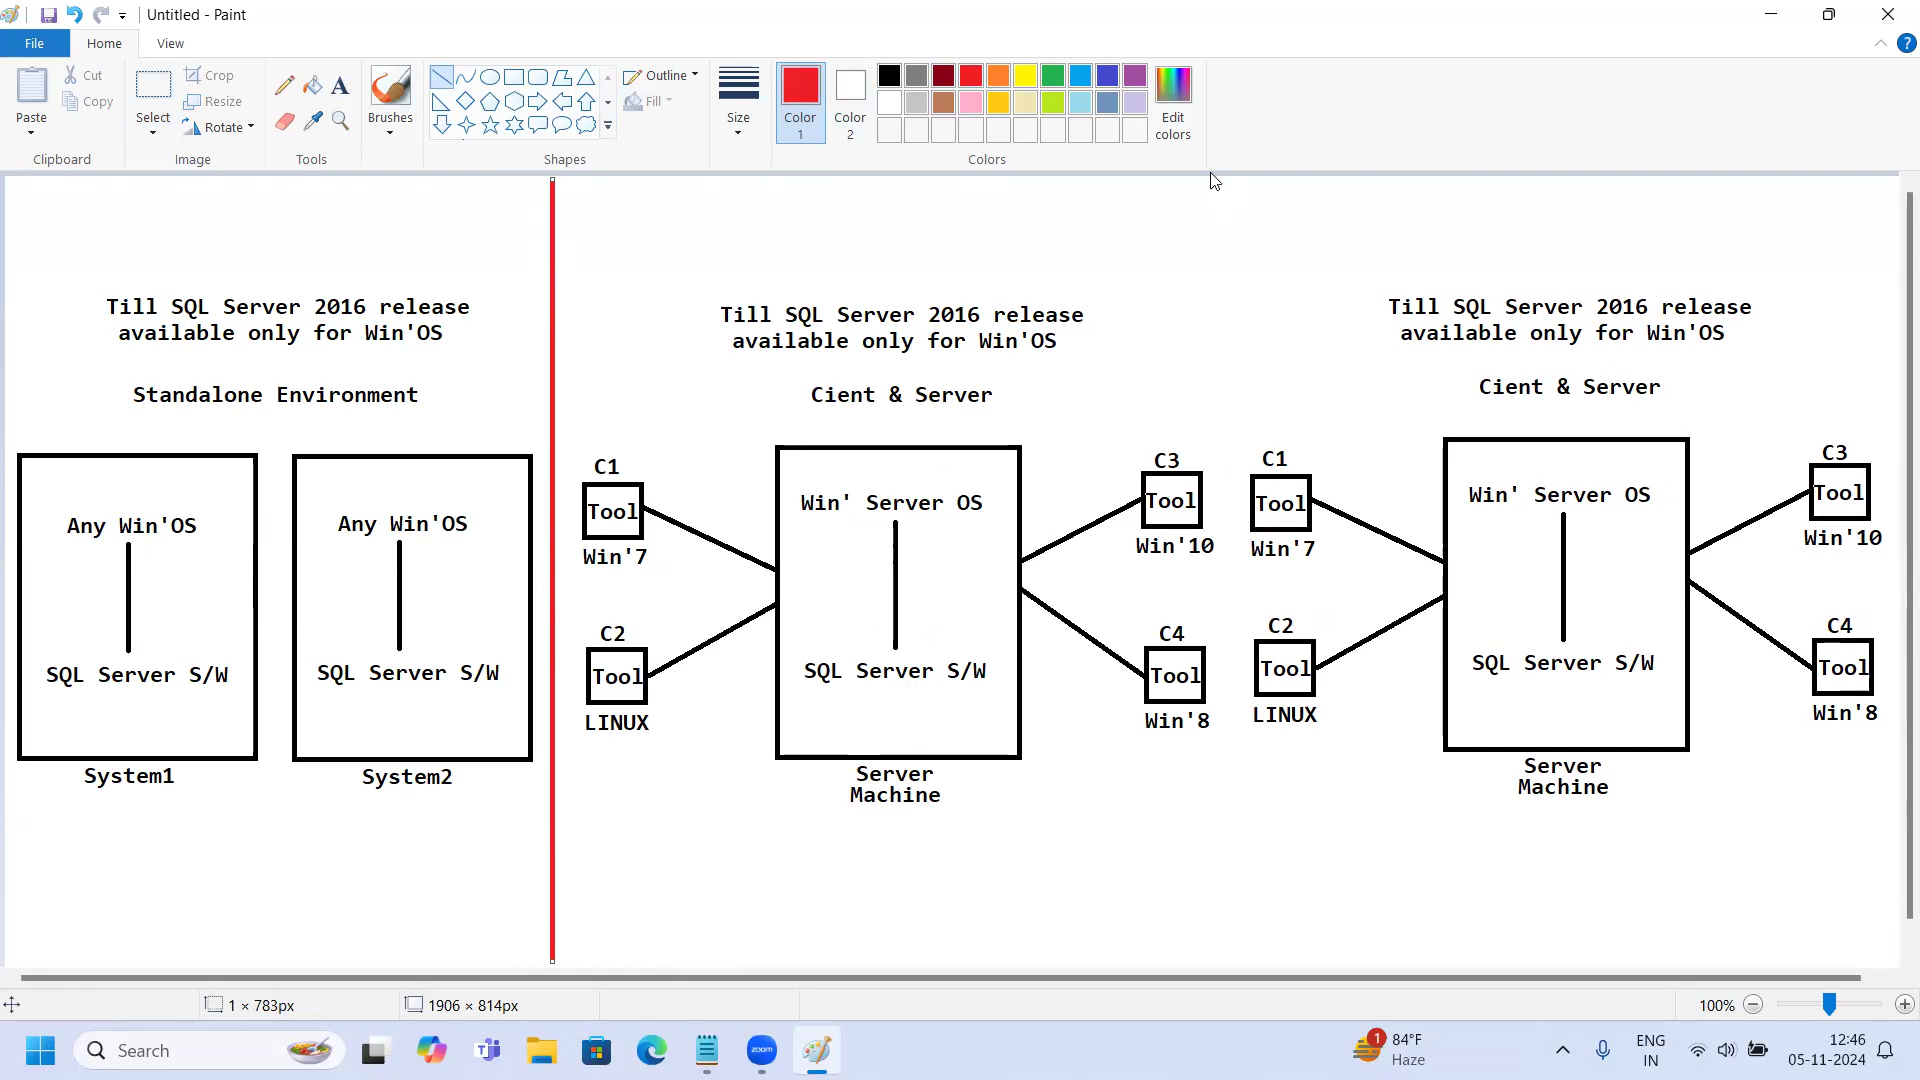 Untitled - Paint
File
Home
View
Paste
Cut
Copy
Clipboard
Select
Crop
Resize
Rotate
Image
Tools
Brushes
Shapes
Outline
Fill
Size
Color
1
Color
2
Edit
colors
Colors
Till SQL Server 2016 release
available only for Win'OS
Standalone Environment
Any Win'OS
SQL Server S/W
System1
Any Win'OS
SQL Server S/W
System2
Till SQL Server 2016 release
available only for Win'OS
Cient & Server
C1
Tool
Win'7
C2
Tool
LINUX
Win' Server OS
SQL Server S/W
Server
Machine
C3
Tool
Win'10
C4
Tool
Win'8
Till SQL Server 2016 release
available only for Win'OS
Cient & Server
C1
Tool
Win'7
C2
Tool
LINUX
Win' Server OS
SQL Server S/W
Server
Machine
C3
Tool
Win'10
C4
Tool
Win'8
1 × 783px
1906 × 814px
100%
Search
zoom
1
84°F
Haze
ENG
IN
12:46
05-11-2024